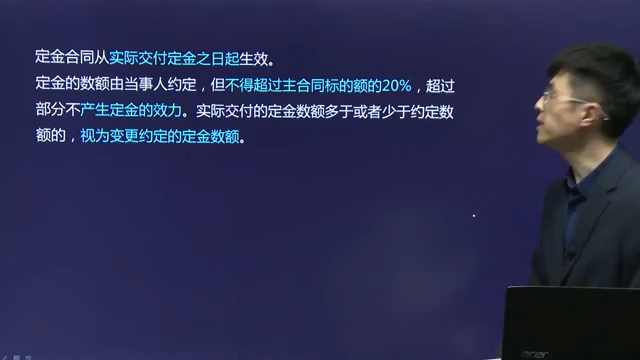 定金合同从实际交付定金之日起生效。
定金的数额由当事人约定，但不得超过主合同标的额的20%，超过
部分不产生定金的效力。实际交付的定金数额多于或者少于约定数
额的，视为变更约定的定金数额。
acer